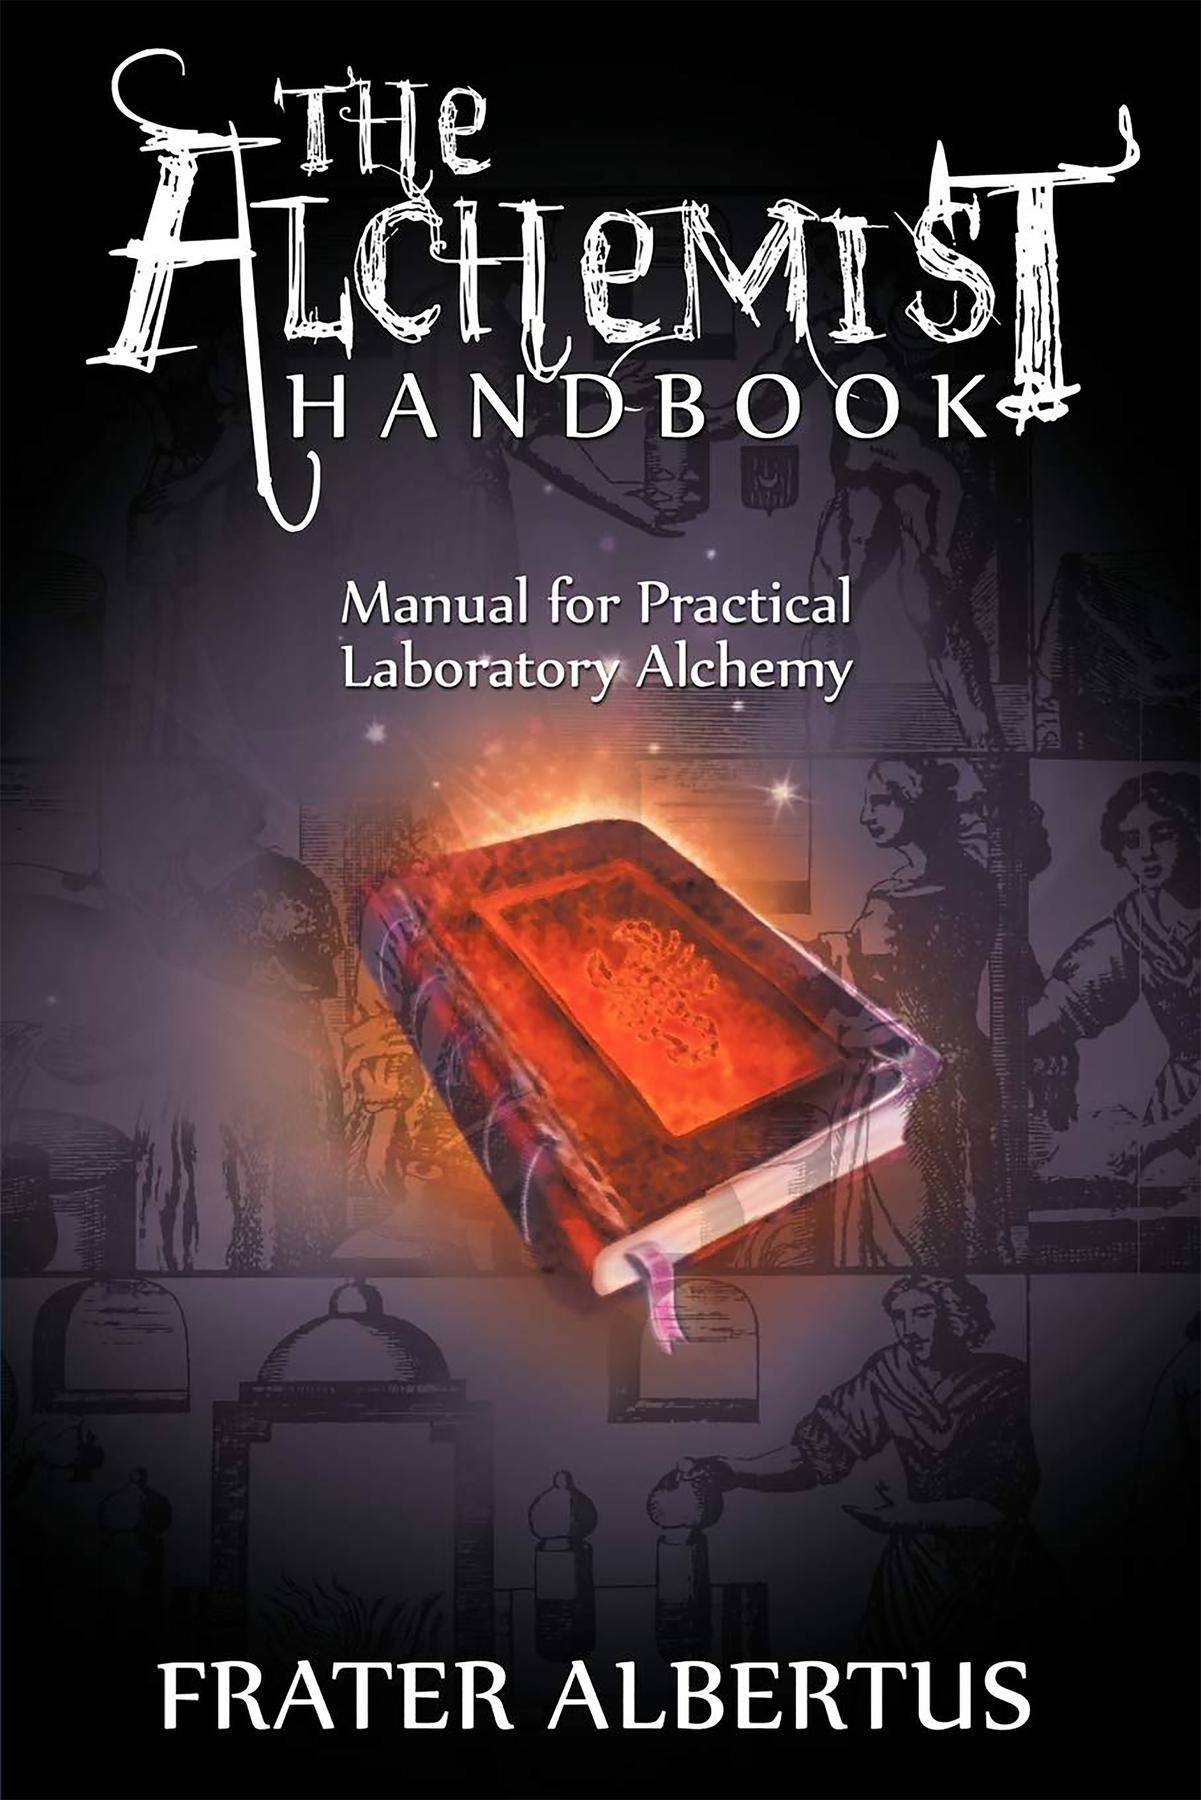 THE
ALCHEMIST
HANDBOOK
Manual for Practical
Laboratory Alchemy
FRATER ALBERTUS